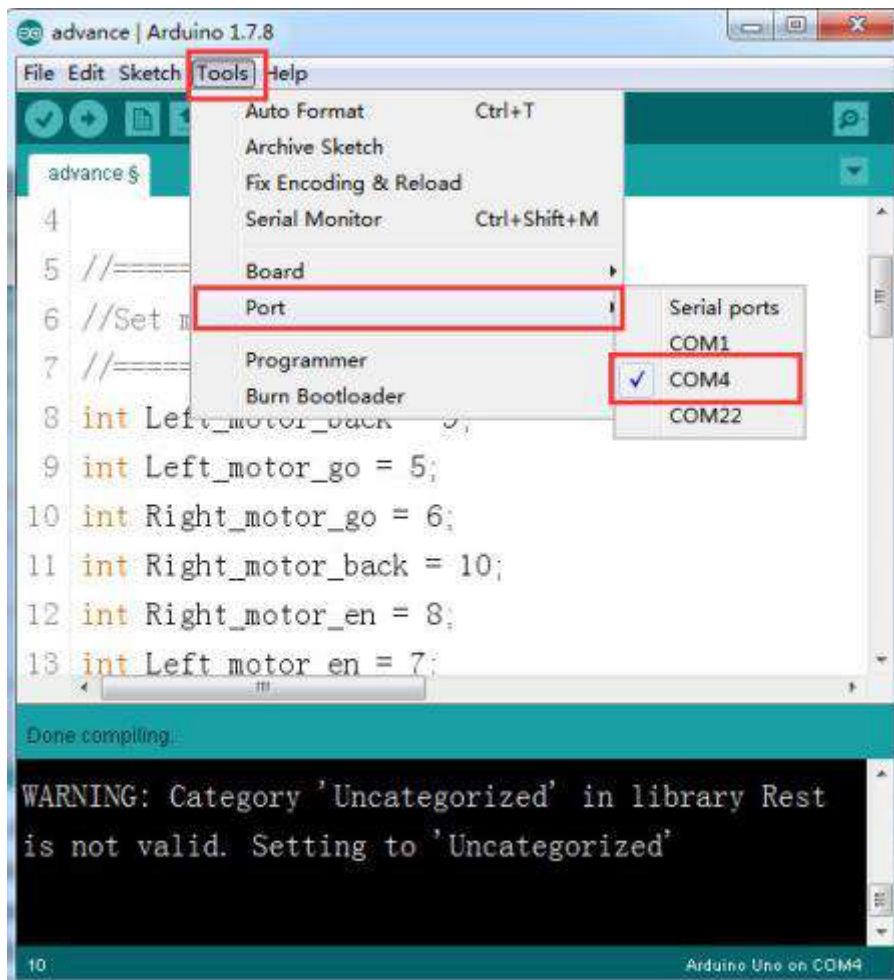 advance | Arduino 1.7.8
File Edit Sketch Tools Help
Auto Format Ctrl+T
Archive Sketch
Fix Encoding & Reload
Serial Monitor Ctrl+Shift+M
Board
Port
Programmer
Burn Bootloader
Serial ports
COM1
COM4
COM22
advance §
4
5 //=====
6 //Set
7 //=====
8 int
9 int Left_motor_go = 5;
10 int Right_motor_go = 6;
11 int Right_motor_back = 10;
12 int Right_motor_en = 8;
13 int Left motor en = 7;
Done compiling.
WARNING: Category 'Uncategorized' in library Rest
is not valid. Setting to 'Uncategorized'
10 Arduino Uno on COM4